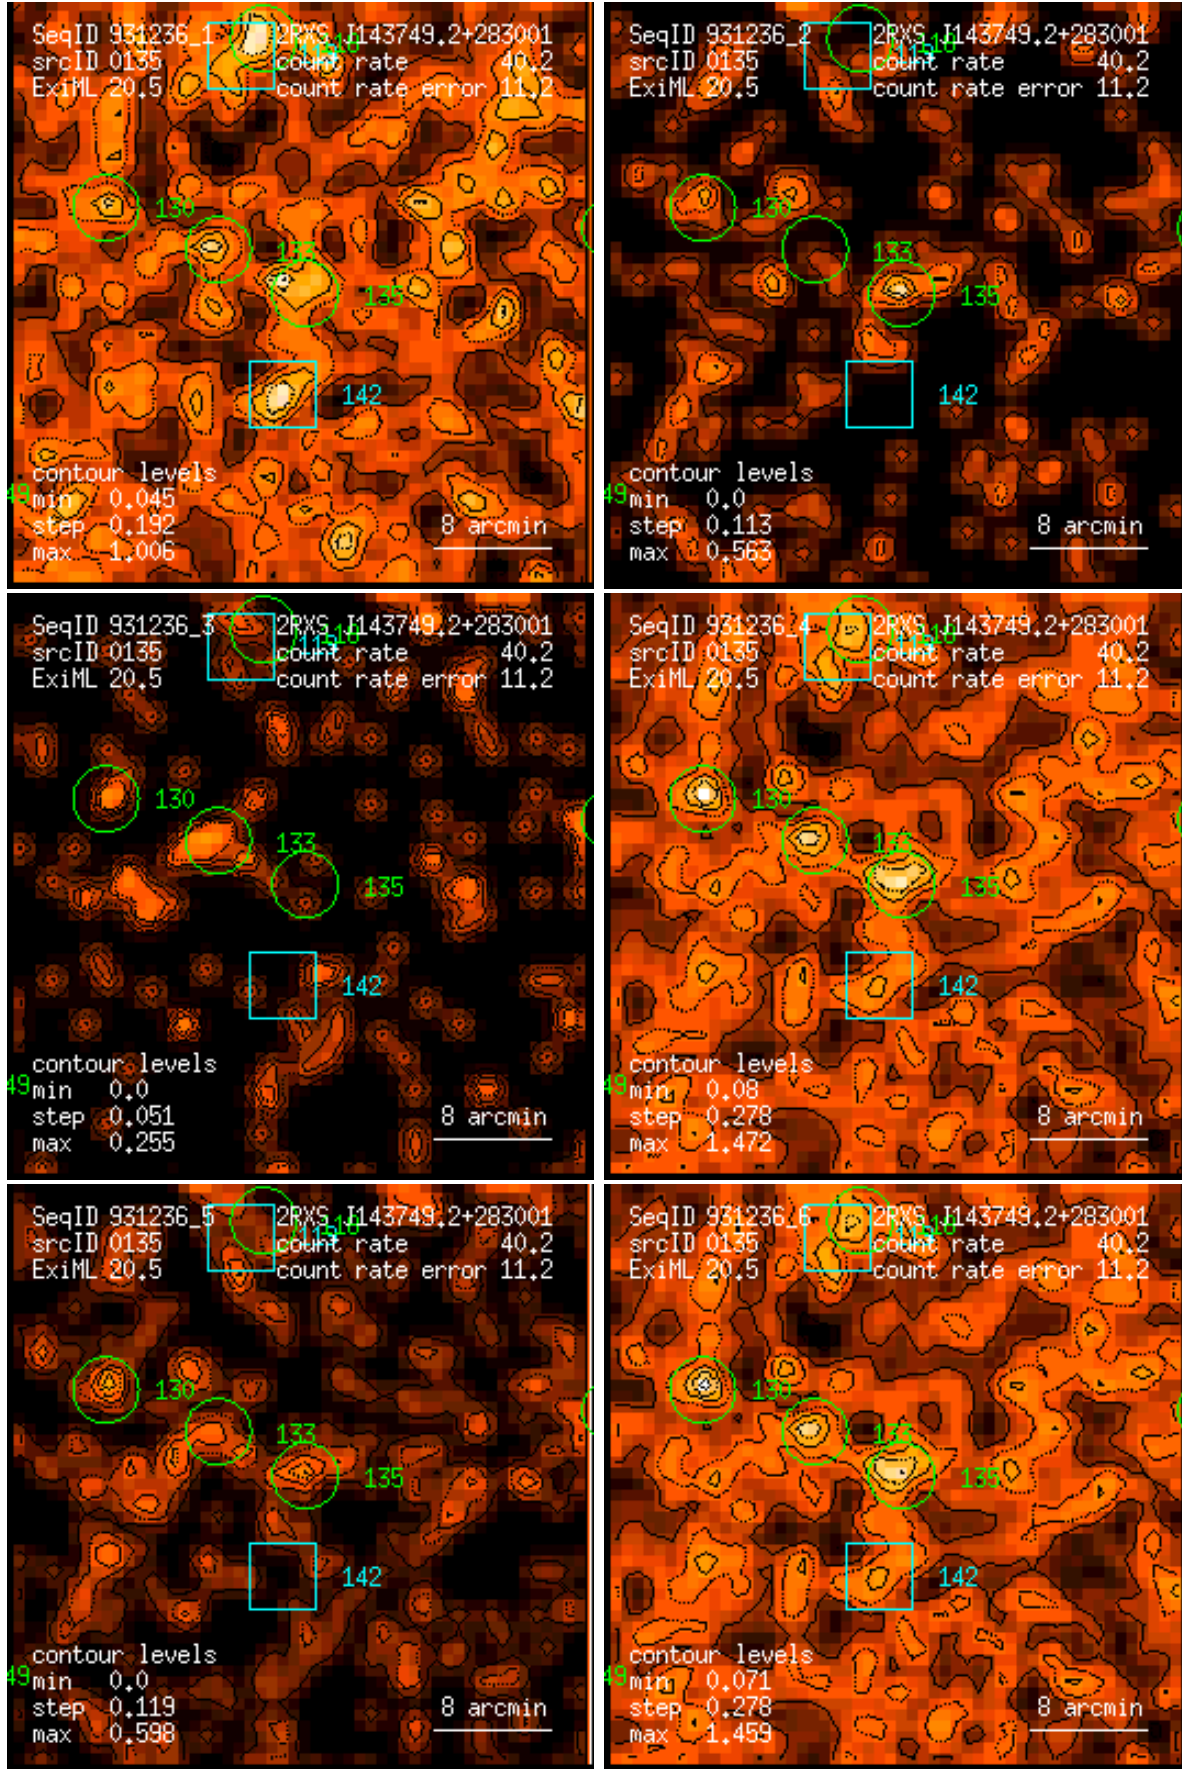 SeqID 931236_1 2RXS J143749.2+283001
srcID 0135 count rate 40.2
ExiML 20.5 count rate error 11.2
130
133
135
142
contour levels
49 min 0.045
step 0.192 8 arcmin
max 1.006
SeqID 931236_2 2RXS J143749.2+283001
srcID 0135 count rate 40.2
ExiML 20.5 count rate error 11.2
130
133
135
142
contour levels
49 min 0.0
step 0.113 8 arcmin
max 0.563
SeqID 931236_3 2RXS J143749.2+283001
srcID 0135 count rate 40.2
ExiML 20.5 count rate error 11.2
130
133
135
142
contour levels
49 min 0.0
step 0.051 8 arcmin
max 0.255
SeqID 931236_4 2RXS J143749.2+283001
srcID 0135 count rate 40.2
ExiML 20.5 count rate error 11.2
130
133
135
142
contour levels
49 min 0.08
step 0.278 8 arcmin
max 1.472
SeqID 931236_5 2RXS J143749.2+283001
srcID 0135 count rate 40.2
ExiML 20.5 count rate error 11.2
130
133
135
142
contour levels
49 min 0.0
step 0.119 8 arcmin
max 0.598
SeqID 931236_6 2RXS J143749.2+283001
srcID 0135 count rate 40.2
ExiML 20.5 count rate error 11.2
130
133
135
142
contour levels
49 min 0.071
step 0.278 8 arcmin
max 1.459